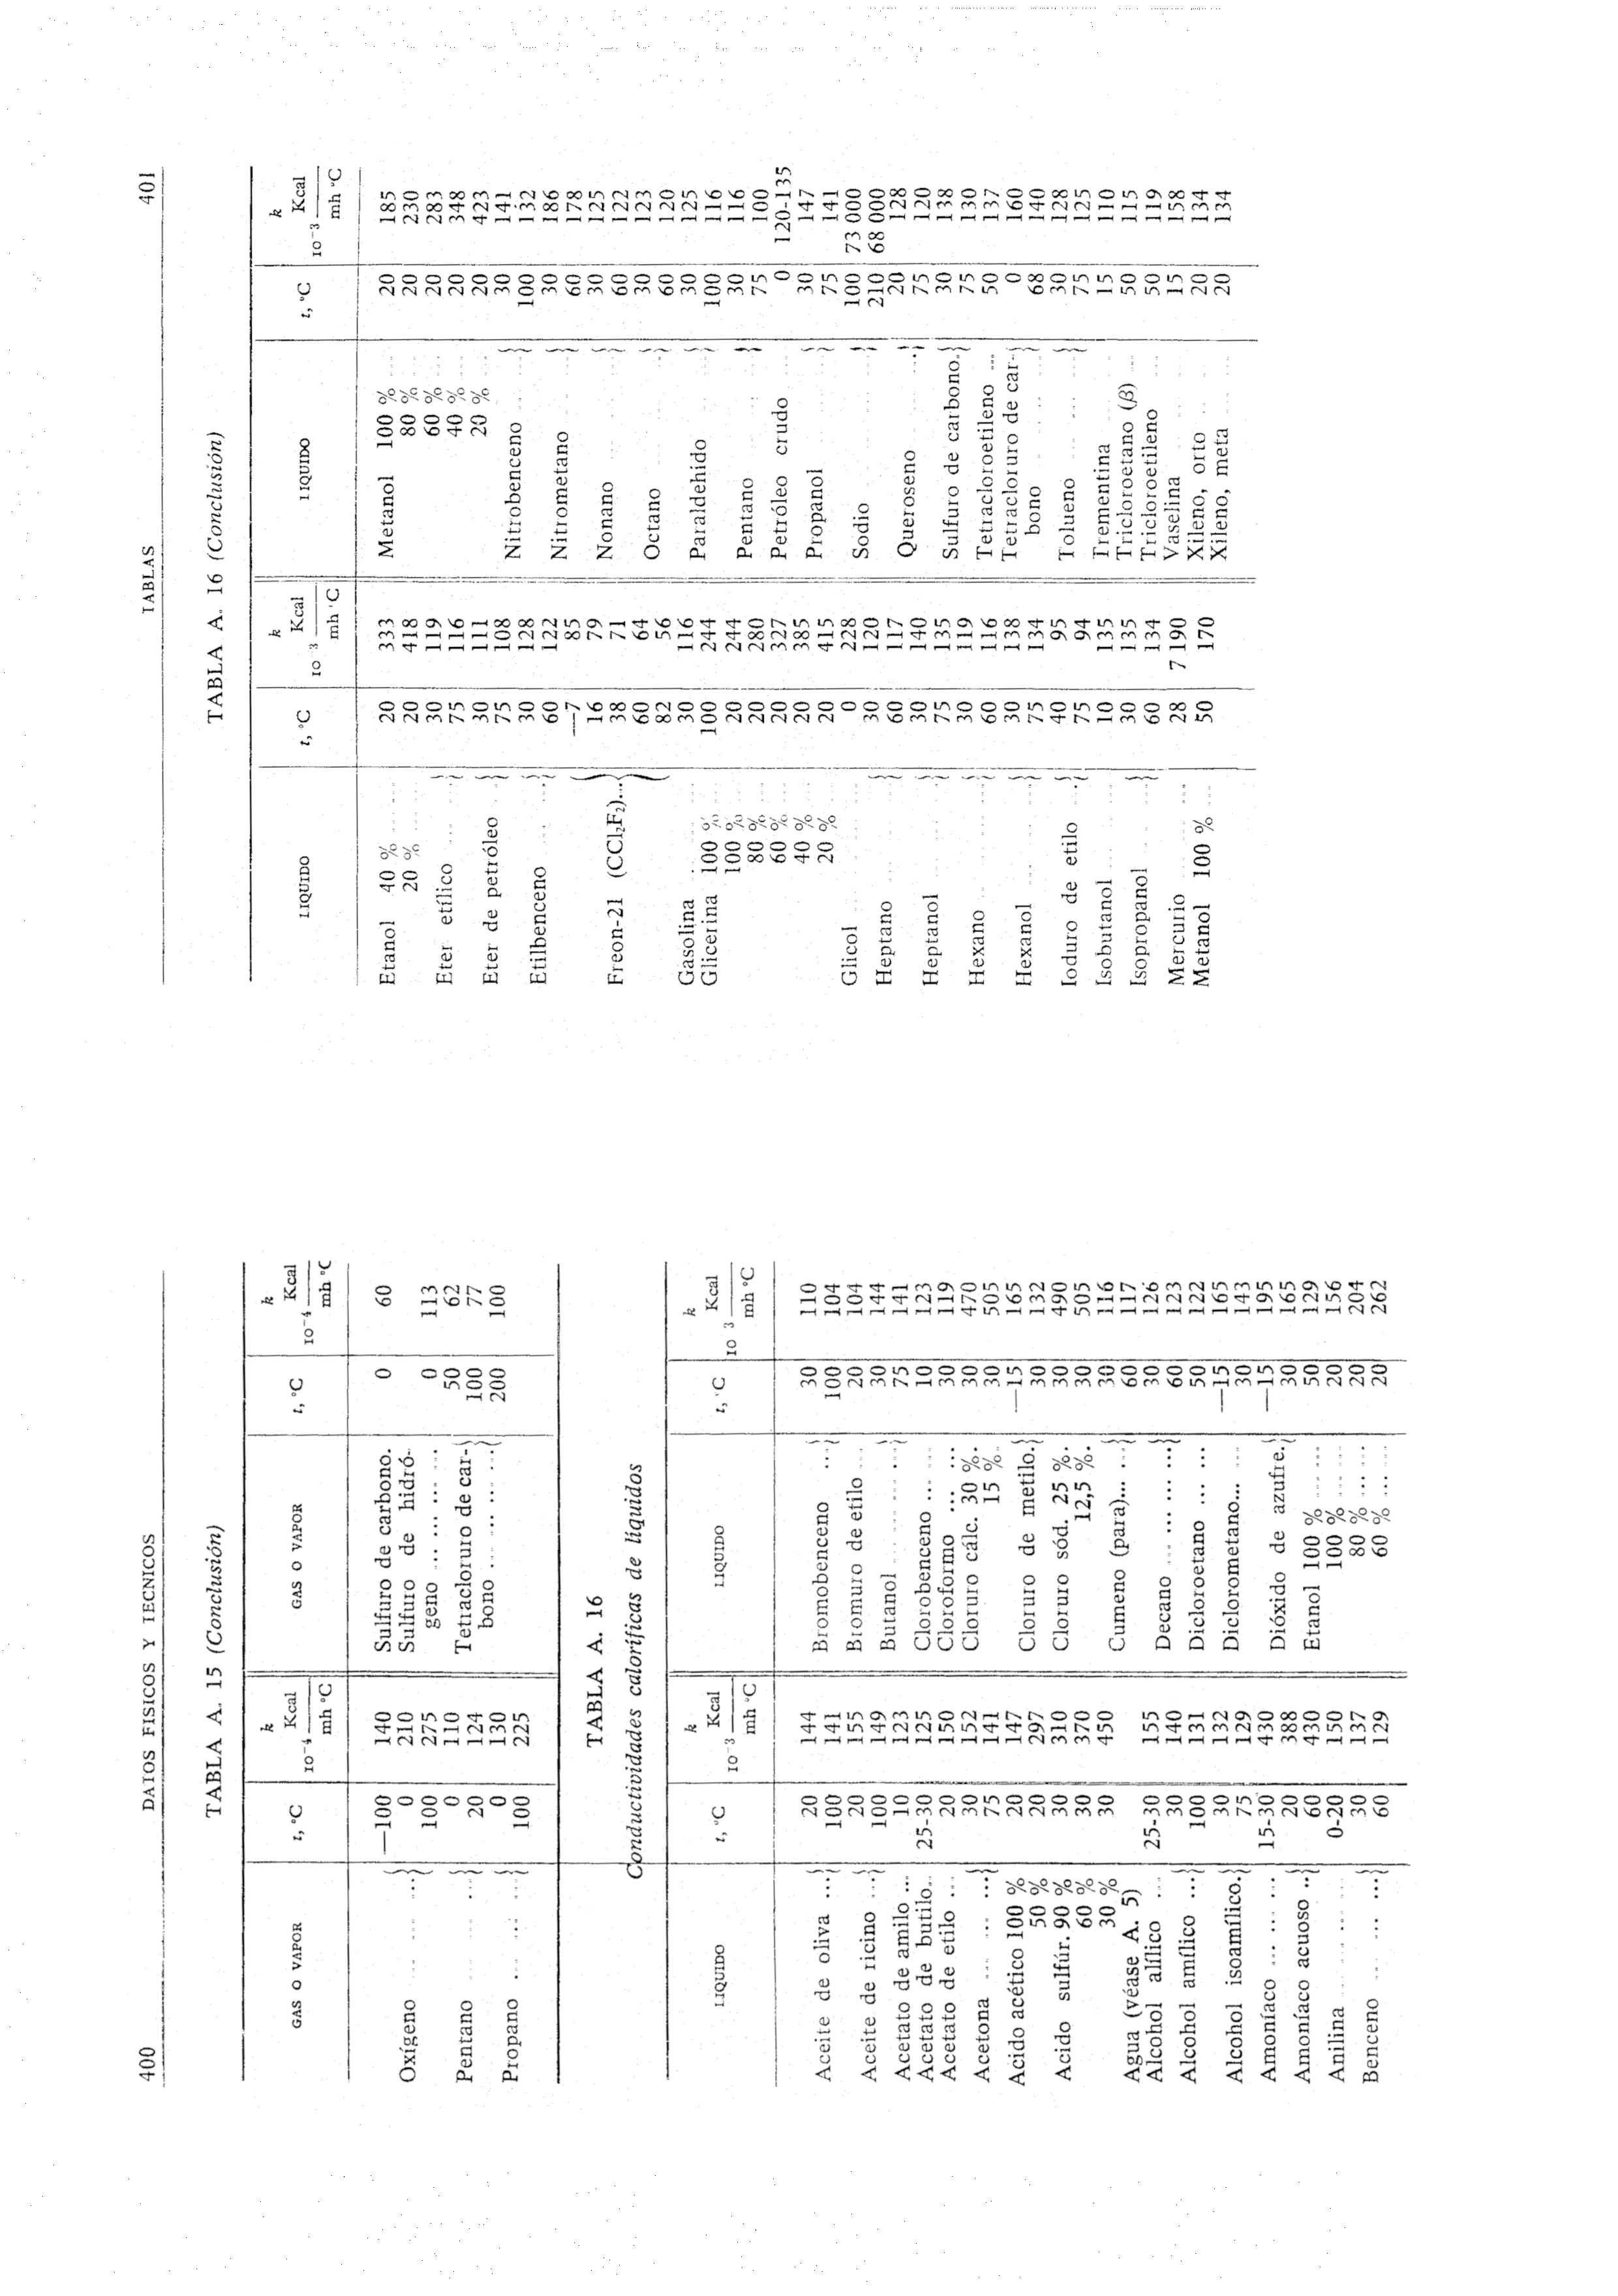 400 DATOS FISICOS Y TECNICOS
TABLA A. 15 (Conclusión)
GAS O VAPOR t, °C k 10⁻⁴ Kcal / mh °C GAS O VAPOR t, °C k 10⁻⁴ Kcal / mh °C
Oxígeno ... ... ... —100 140 Sulfuro de carbono. 0 60
0 210 Sulfuro de hidró-
100 275 geno ... ... ... ... 0 113
Pentano ... ... 0 110 Tetracloruro de car- 50 62
20 124 bono ... ... ... ... 100 77
Propano ... ... ... 0 130 200 100
100 225
TABLA A. 16
Conductividades caloríficas de líquidos
LIQUIDO t, °C k 10⁻³ Kcal / mh °C LIQUIDO t, °C k 10 3 Kcal / mh °C
Aceite de oliva ... 20 144 Bromobenceno ... 30 110
100 141 100 104
Aceite de ricino ... 20 155 Bromuro de etilo ... 20 104
100 149 Butanol ... ... ... ... 30 144
Acetato de amilo ... 10 123 75 141
Acetato de butilo... 25-30 125 Clorobenceno ... ... 10 123
Acetato de etilo ... 20 150 Cloroformo ... ... 30 119
Acetona ... ... ... 30 152 Cloruro cálc. 30 %. 30 470
75 141 15 %. 30 505
Acido acético 100 % 20 147 Cloruro de metilo. —15 165
50 % 20 297 30 132
Acido sulfúr. 90 % 30 310 Cloruro sód. 25 %. 30 490
60 % 30 370 12,5 %. 30 505
30 % 30 450 Cumeno (para)... ... 30 116
Agua (véase A. 5) 60 117
Alcohol alílico ... 25-30 155 Decano ... ... ... ... 30 126
Alcohol amílico ... 30 140 60 123
100 131 Dicloroetano ... ... 50 122
Alcohol isoamílico. 30 132 Diclorometano... ... —15 165
75 129 30 143
Amoníaco ... ... ... 15-30 430 Dióxido de azufre. —15 195
Amoníaco acuoso .. 20 388 30 165
60 430 Etanol 100 % ... ... 50 129
Anilina ... ... ... 0-20 150 100 % ... ... 20 156
Benceno ... ... ... 30 137 80 % ... ... 20 204
60 129 60 % ... ... 20 262
TABLAS 401
TABLA A. 16 (Conclusión)
LIQUIDO t, °C k 10 3 Kcal / mh °C LIQUIDO t, °C k 10⁻³ Kcal / mh °C
Etanol 40 % ... ... 20 333 Metanol 100 % ... 20 185
20 % ... ... 20 418 80 % ... 20 230
Eter etílico ... ... 30 119 60 % ... 20 283
75 116 40 % ... 20 348
Eter de petróleo ... 30 111 20 % ... 20 423
75 108 Nitrobenceno ... 30 141
Etilbenceno ... ... 30 128 100 132
60 122 Nitrometano ... 30 186
—7 85 60 178
16 79 Nonano ... ... 30 125
Freon-21 (CCl₂F₂)... 38 71 60 122
60 64 Octano ... ... 30 123
82 56 60 120
Gasolina ... ... 30 116 Paraldehido ... 30 125
Glicerina 100 % ... 100 244 100 116
100 % ... 20 244 Pentano ... ... 30 116
80 % ... 20 280 75 100
60 % ... 20 327 Petróleo crudo ... 0 120-135
40 % ... 20 385 Propanol ... ... 30 147
20 % ... 20 415 75 141
Glicol ... ... ... 0 228 Sodio ... ... ... 100 73 000
Heptano ... ... 30 120 210 68 000
60 117 Queroseno ... ... 20 128
Heptanol ... ... 30 140 75 120
75 135 Sulfuro de carbono. 30 138
Hexano ... ... ... 30 119 75 130
60 116 Tetracloroetileno ... 50 137
Hexanol ... ... ... 30 138 Tetracloruro de car- 0 160
75 134 bono ... ... ... 68 140
Ioduro de etilo ... 40 95 Tolueno ... ... ... 30 128
75 94 75 125
Isobutanol ... ... 10 135 Trementina ... ... 15 110
Isopropanol ... ... 30 135 Tricloroetano (β) ... 50 115
60 134 Tricloroetileno ... 50 119
Mercurio ... ... 28 7 190 Vaselina ... ... ... 15 158
Metanol 100 % ... 50 170 Xileno, orto ... ... 20 134
Xileno, meta ... ... 20 134